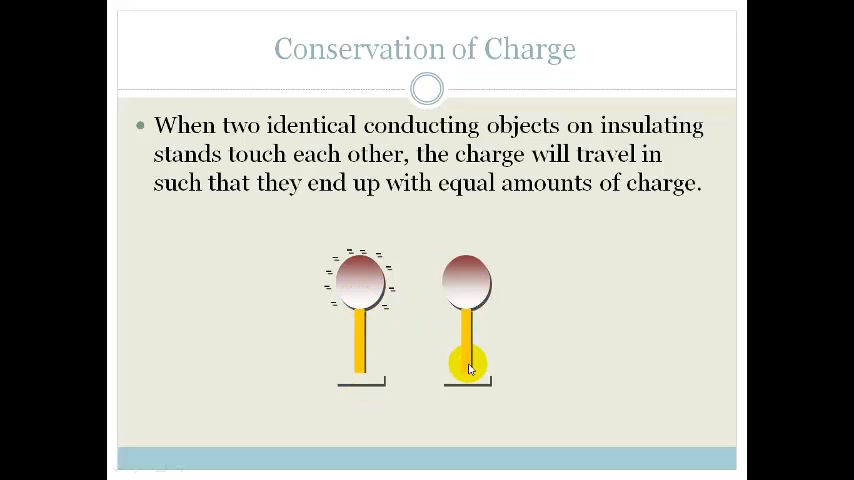 Conservation of Charge
When two identical conducting objects on insulating
stands touch each other, the charge will travel in
such that they end up with equal amounts of charge.